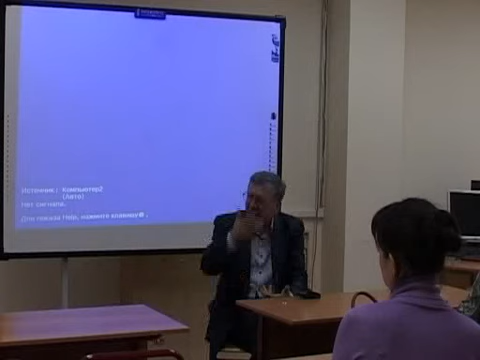 Источник: Компьютер2
(Авто)
Нет сигнала.
Для показа Help, нажмите клавишу